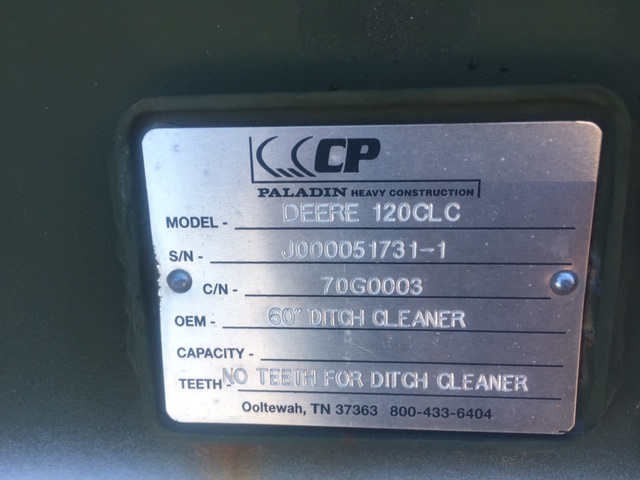 CP
PALADIN HEAVY CONSTRUCTION
MODEL - DEERE 120CLC
S/N - J000051731-1
C/N - 70G0003
OEM - 60" DITCH CLEANER
CAPACITY -
TEETH - NO TEETH FOR DITCH CLEANER
Ooltewah, TN 37363 800-433-6404